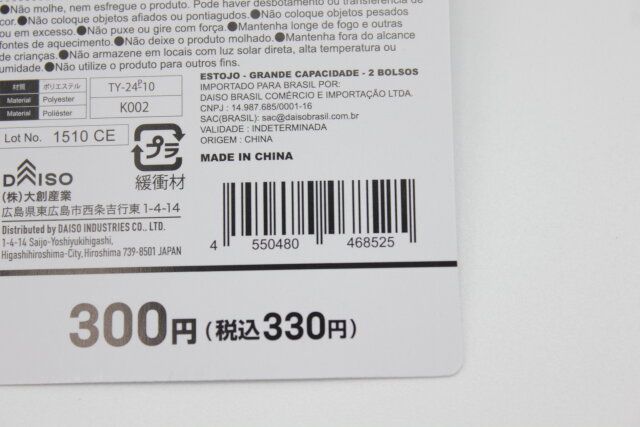 ●Não molhe, nem esfregue o produto. Pode haver desbotamento ou transferência de
cor.●Não coloque objetos afiados ou pontiagudos.●Não coloque objetos pesados
ou em excesso.●Não puxe ou gire com força.●Mantenha longe de fogo e outras
fontes de aquecimento.●Não deixe o produto molhado.●Mantenha fora do alcance
de crianças.●Não armazene em locais com luz solar direta, alta temperatura ou
umidade.●Não utilize o produto para outros fins.
材質 ポリエステル
Material Polyester
Material Poliéster
TY-24P10
K002
Lot No. 1510 CE
プラ
緩衝材
DAISO
(株)大創産業
広島県東広島市西条吉行東1-4-14
Distributed by DAISO INDUSTRIES CO., LTD.
1-4-14 Saijo-Yoshiyukihigashi,
Higashihiroshima-City, Hiroshima 739-8501 JAPAN
ESTOJO - GRANDE CAPACIDADE - 2 BOLSOS
IMPORTADO PARA BRASIL POR:
DAISO BRASIL COMÉRCIO E IMPORTAÇÃO LTDA.
CNPJ : 14.987.685/0001-16
SAC(BRASIL): sac@daisobrasil.com.br
VALIDADE : INDETERMINADA
ORIGEM : CHINA
MADE IN CHINA
4 550480 468525
300円(税込330円)